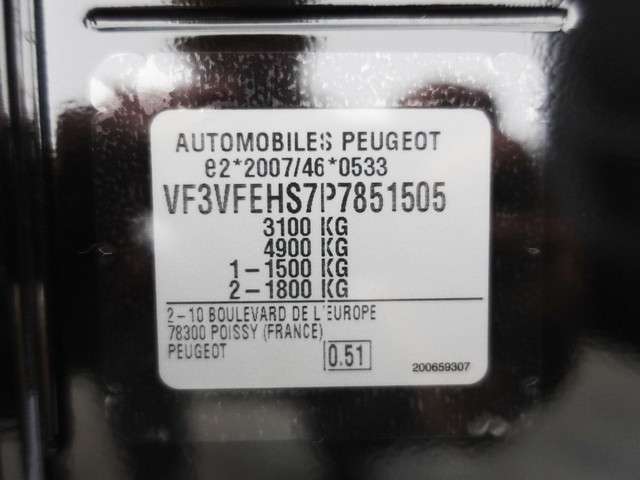 AUTOMOBILES PEUGEOT
e2*2007/46*0533
VF3VFEHS7P7851505
3100 KG
4900 KG
1-1500 KG
2-1800 KG
2-10 BOULEVARD DE L'EUROPE
78300 POISSY (FRANCE)
PEUGEOT
0.51
200659307